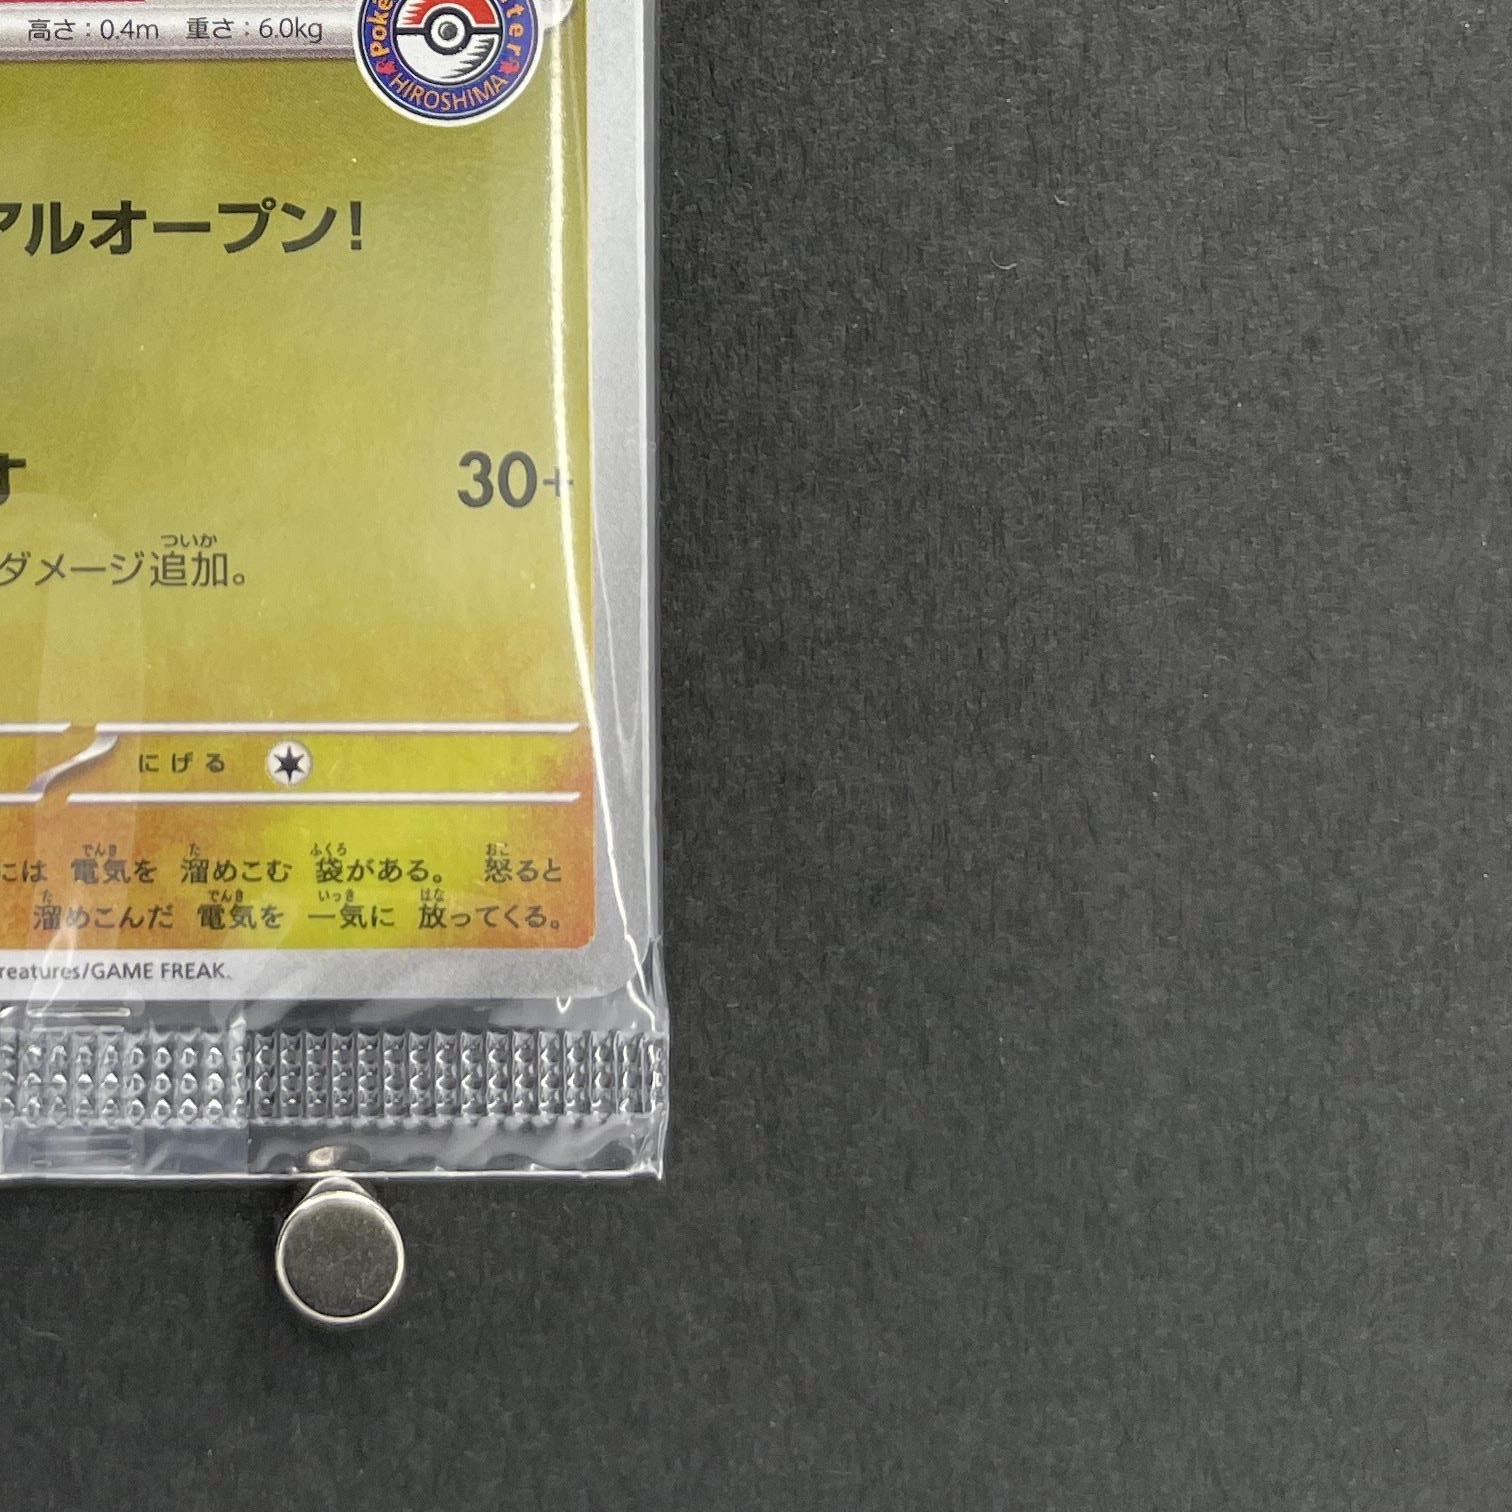 高さ：0.4m 重さ：6.0kg
HIROSHIMA
アルオープン！
す 30+
ダメージ追加。
ついか
にげる
には 電気を 溜めこむ 袋がある。 怒ると
でんき た ふくろ おこ
溜めこんだ 電気を 一気に 放ってくる。
た でんき いっき はな
reatures/GAME FREAK.